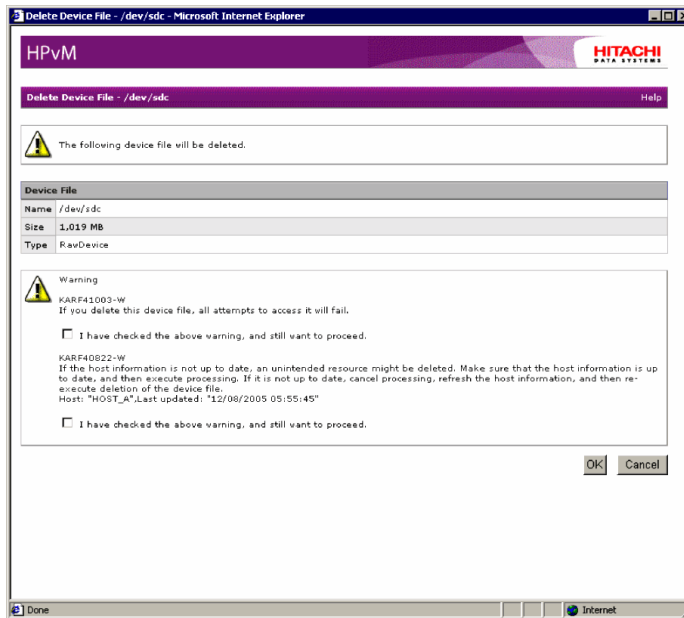 Delete Device File - /dev/sdc - Microsoft Internet Explorer
HPvM
HITACHI
DATA SYSTEMS
Delete Device File - /dev/sdc Help
The following device file will be deleted.
Device File
Name /dev/sdc
Size 1,019 MB
Type RawDevice
Warning
KARF41003-W
If you delete this device file, all attempts to access it will fail.
I have checked the above warning, and still want to proceed.
KARF40822-W
If the host information is not up to date, an unintended resource might be deleted. Make sure that the host information is up
to date, and then execute processing. If it is not up to date, cancel processing, refresh the host information, and then re-
execute deletion of the device file.
Host: "HOST_A",Last updated: "12/08/2005 05:55:45"
I have checked the above warning, and still want to proceed.
OK Cancel
Done Internet